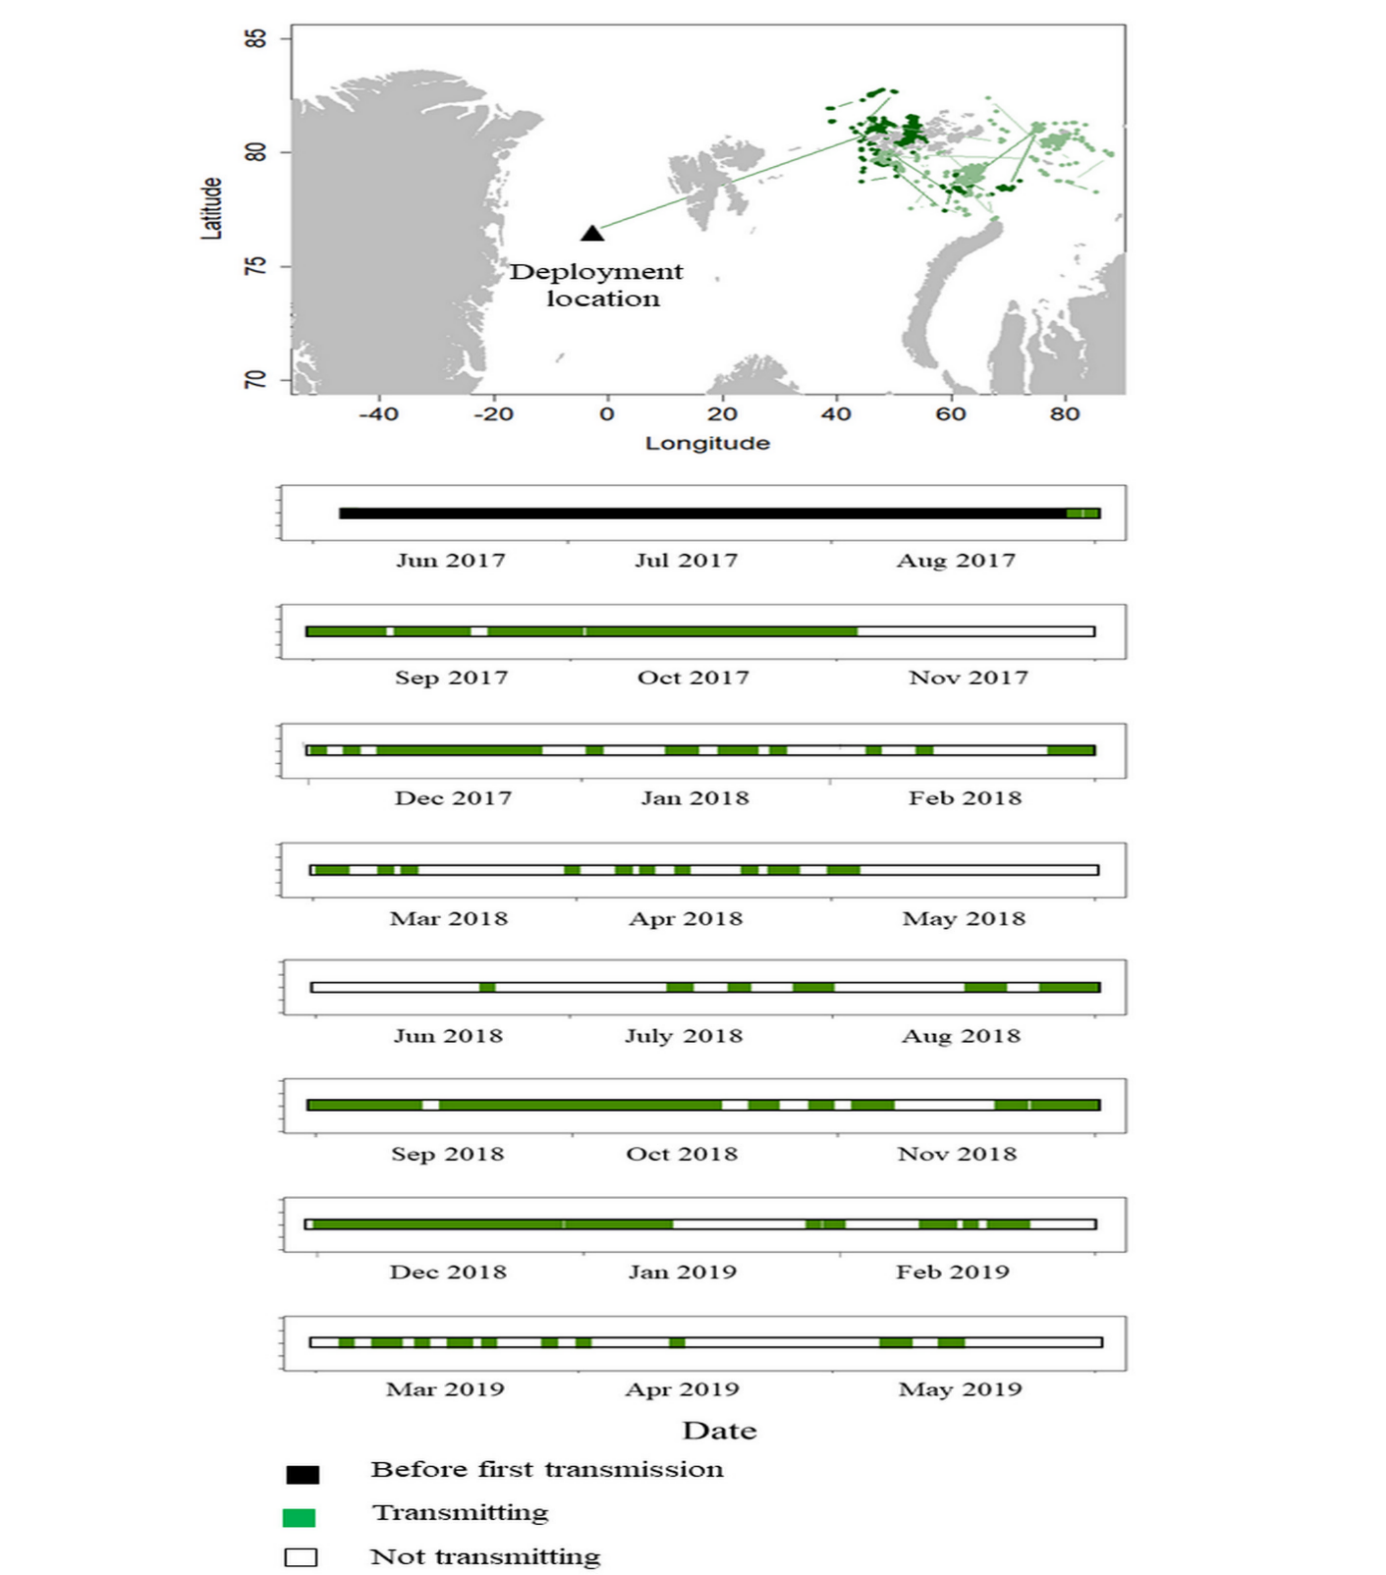 85
80
75
70
Latitude
Deployment
location
-40 -20 0 20 40 60 80
Longitude
Jun 2017 Jul 2017 Aug 2017
Sep 2017 Oct 2017 Nov 2017
Dec 2017 Jan 2018 Feb 2018
Mar 2018 Apr 2018 May 2018
Jun 2018 July 2018 Aug 2018
Sep 2018 Oct 2018 Nov 2018
Dec 2018 Jan 2019 Feb 2019
Mar 2019 Apr 2019 May 2019
Date
Before first transmission
Transmitting
Not transmitting